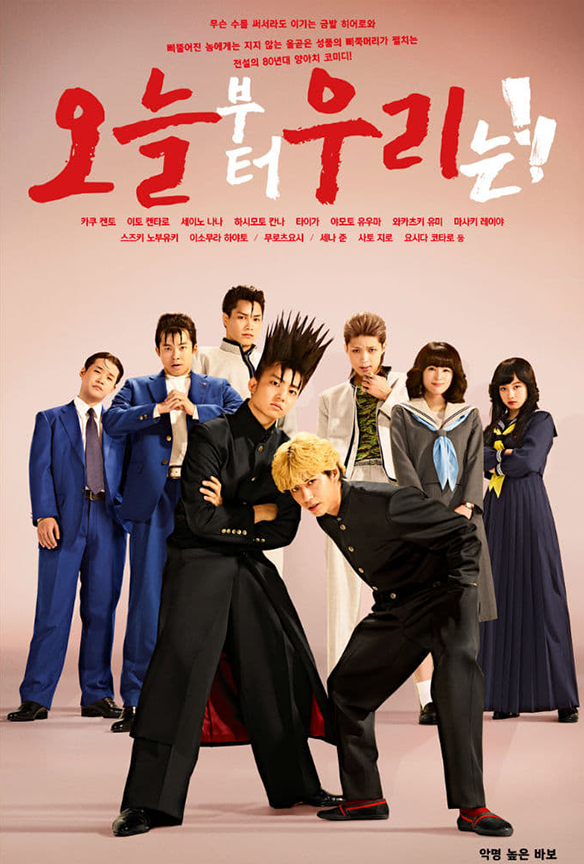 무슨 수를 써서라도 이기는 금발 히어로와
삐뚤어진 놈에게는 지지 않는 올곧은 성품의 삐쭉머리가 펼치는
전설의 80년대 양아치 코미디!!
오늘부터 우리는!!
카쿠 켄토 이토 켄타로 세이노 나나 하시모토 칸나 타이가 야모토 유우마 와카츠키 유미 마사키 레이야
스즈키 노부유키 이소무라 하야토 / 무로츠요시 / 세나 준 사토 지로 요시다 코타로 등
악명 높은 바보